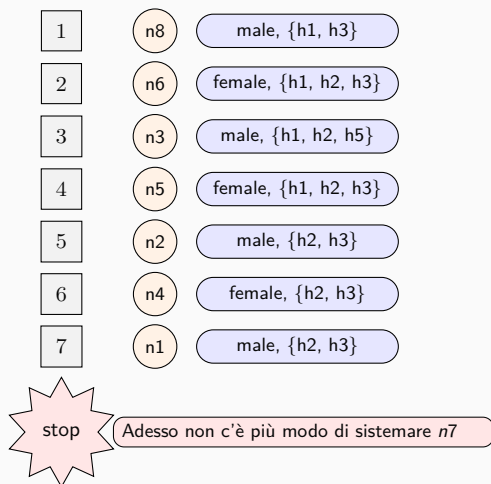 1 n8 male, {h1, h3}
2 n6 female, {h1, h2, h3}
3 n3 male, {h1, h2, h5}
4 n5 female, {h1, h2, h3}
5 n2 male, {h2, h3}
6 n4 female, {h2, h3}
7 n1 male, {h2, h3}
stop Adesso non c'è più modo di sistemare n7